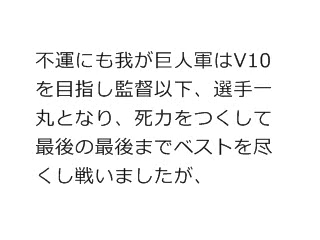 不運にも我が巨人軍はV10
を目指し監督以下、選手一
丸となり、死力をつくして
最後の最後までベストを尽
くし戦いましたが、